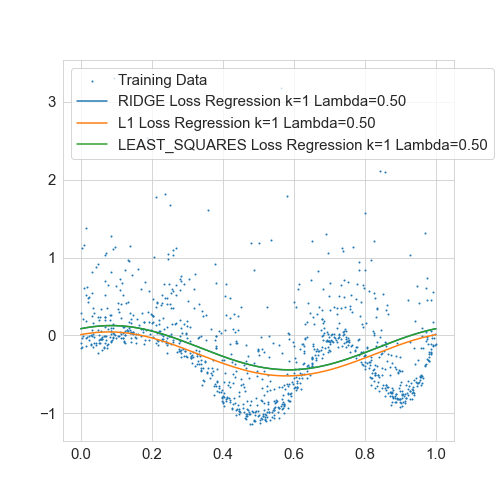 Training Data
RIDGE Loss Regression k=1 Lambda=0.50
L1 Loss Regression k=1 Lambda=0.50
LEAST_SQUARES Loss Regression k=1 Lambda=0.50
3
2
1
0
−1
0.0 0.2 0.4 0.6 0.8 1.0